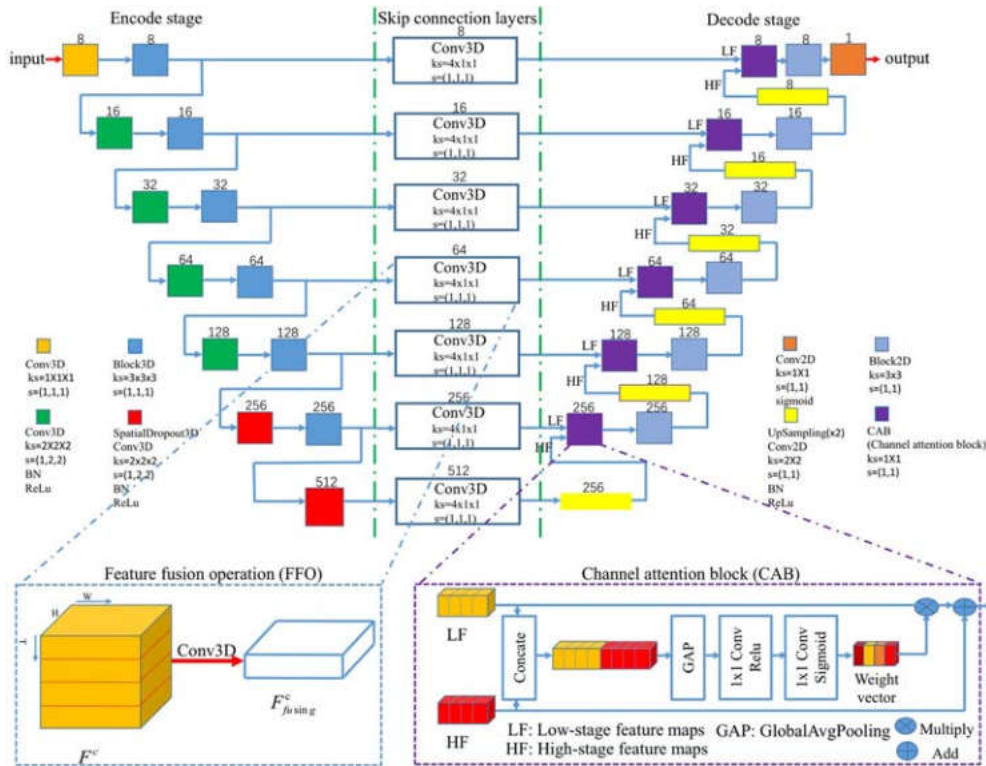 Encode stage
Skip connection layers
Decode stage
input
8
8
8
Conv3D
ks=4x1x1
s=(1,1,1)
LF
HF
8
8
1
output
8
16
16
16
Conv3D
ks=4x1x1
s=(1,1,1)
LF
HF
16
16
16
32
32
32
Conv3D
ks=4x1x1
s=(1,1,1)
LF
HF
32
32
32
64
64
64
Conv3D
ks=4x1x1
s=(1,1,1)
LF
HF
64
64
64
128
128
128
Conv3D
ks=4x1x1
s=(1,1,1)
LF
HF
128
128
128
256
256
256
Conv3D
ks=4x1x1
s=(1,1,1)
LF
HF
256
256
512
512
Conv3D
ks=4x1x1
s=(1,1,1)
256
Conv3D
ks=1X1X1
s=(1,1,1)
Block3D
ks=3x3x3
s=(1,1,1)
Conv3D
ks=2X2X2
s=(1,2,2)
BN
ReLu
SpatialDropout3D
Conv3D
ks=2x2x2
s=(1,2,2)
BN
ReLu
Conv2D
ks=1X1
s=(1,1)
sigmoid
Block2D
ks=3x3
s=(1,1)
UpSampling(x2)
Conv2D
ks=2X2
s=(1,1)
BN
ReLu
CAB
(Channel attention block)
ks=1X1
s=(1,1)
Feature fusion operation (FFO)
W
H
T
Conv3D
F^c
F^c_fusing
Channel attention block (CAB)
LF
HF
Concate
GAP
1x1 Conv
Relu
1x1 Conv
Sigmoid
Weight
vector
LF: Low-stage feature maps
GAP: GlobalAvgPooling
HF: High-stage feature maps
Multiply
Add